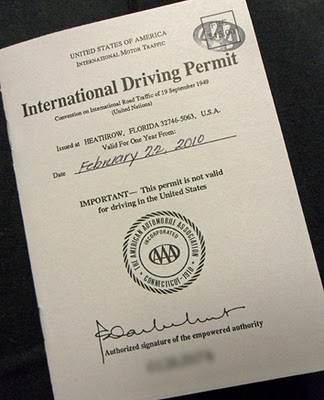 UNITED STATES OF AMERICA
INTERNATIONAL MOTOR TRAFFIC
International Driving Permit
Convention on International Road Traffic of 19 September 1949
(United Nations)
Issued at HEATHROW, FLORIDA 32746-5063, U.S.A.
Valid For One Year From:
Date February 22, 2010
IMPORTANT— This permit is not valid
for driving in the United States
THE AMERICAN AUTOMOBILE ASSOCIATION
INCORPORATED
AAA
CONNECTICUT-1910
Authorized signature of the empowered authority